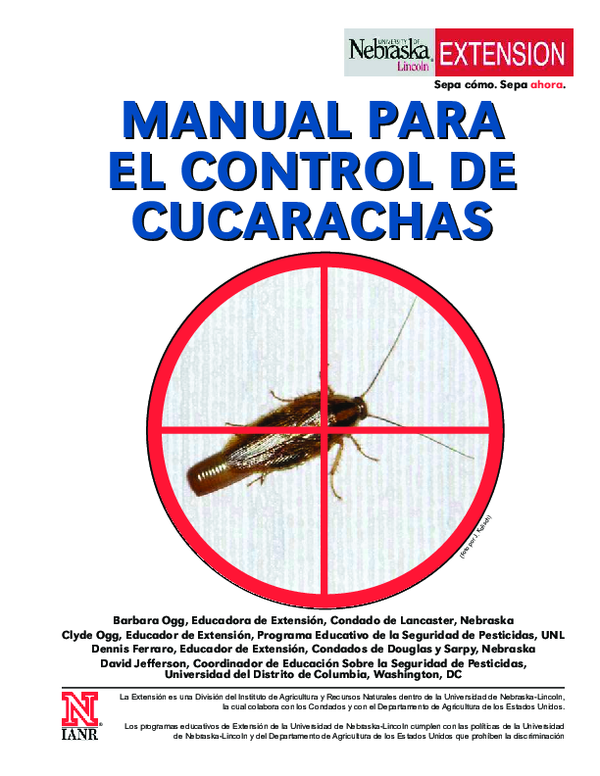 UNIVERSITY OF
Nebraska
Lincoln
EXTENSION
Sepa cómo. Sepa ahora.
MANUAL PARA
EL CONTROL DE
CUCARACHAS
(foto por J. Kalisch)
Barbara Ogg, Educadora de Extensión, Condado de Lancaster, Nebraska
Clyde Ogg, Educador de Extensión, Programa Educativo de la Seguridad de Pesticidas, UNL
Dennis Ferraro, Educador de Extensión, Condados de Douglas y Sarpy, Nebraska
David Jefferson, Coordinador de Educación Sobre la Seguridad de Pesticidas,
Universidad del Distrito de Columbia, Washington, DC
N
IANR
La Extensión es una División del Instituto de Agricultura y Recursos Naturales dentro de la Universidad de Nebraska-Lincoln,
la cual colabora con los Condados y con el Departamento de Agricultura de los Estados Unidos.
Los programas educativos de Extensión de la Universidad de Nebraska-Lincoln cumplen con las políticas de la Universidad
de Nebraska-Lincoln y del Departamento de Agricultura de los Estados Unidos que prohiben la discriminación